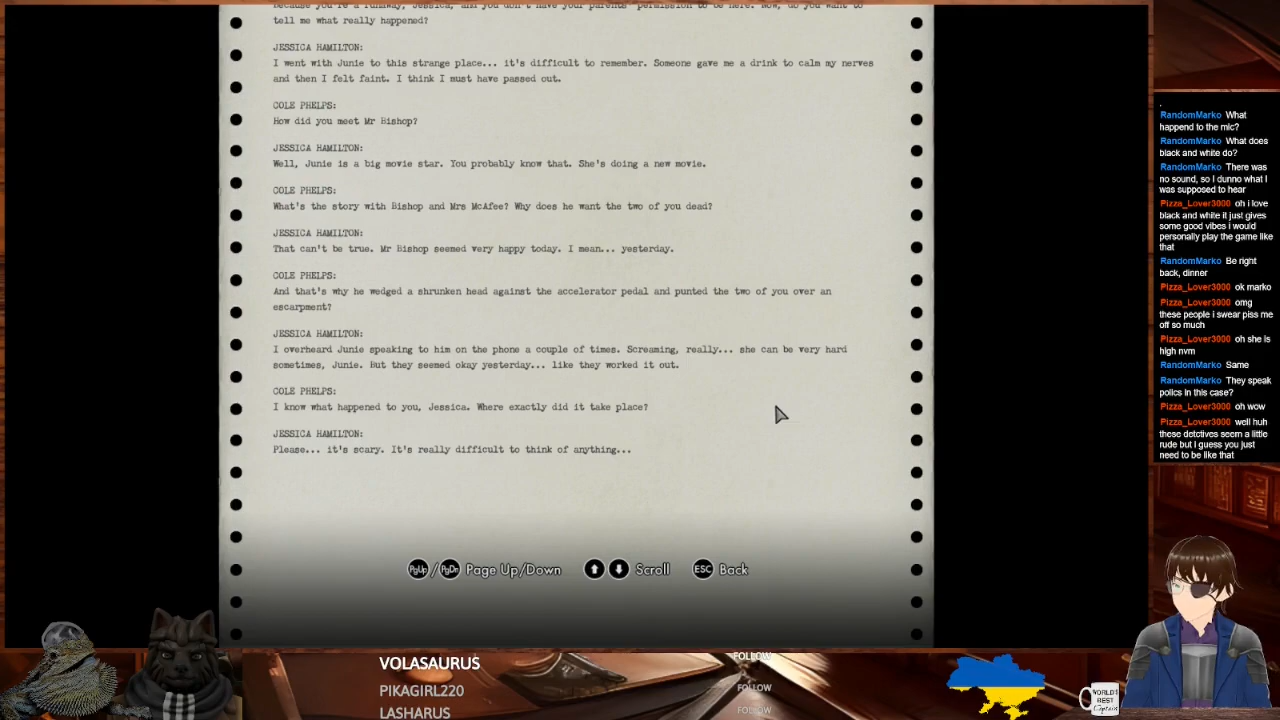 because you're a runaway, Jessica, and you don't have your parents' permission to be here. Now, do you want to
tell me what really happened?
JESSICA HAMILTON:
I went with Junie to this strange place... it's difficult to remember. Someone gave me a drink to calm my nerves
and then I felt faint. I think I must have passed out.
COLE PHELPS:
How did you meet Mr Bishop?
JESSICA HAMILTON:
Well, Junie is a big movie star. You probably know that. She's doing a new movie.
COLE PHELPS:
What's the story with Bishop and Mrs McAfee? Why does he want the two of you dead?
JESSICA HAMILTON:
That can't be true. Mr Bishop seemed very happy today. I mean... yesterday.
COLE PHELPS:
And that's why he wedged a shrunken head against the accelerator pedal and punted the two of you over an
escarpment?
JESSICA HAMILTON:
I overheard Junie speaking to him on the phone a couple of times. Screaming, really... she can be very hard
sometimes, Junie. But they seemed okay yesterday... like they worked it out.
COLE PHELPS:
I know what happened to you, Jessica. Where exactly did it take place?
JESSICA HAMILTON:
Please... it's scary. It's really difficult to think of anything...
PgUp / PgDn Page Up/Down Scroll ESC Back
.
RandomMarko What
happend to the mic?
RandomMarko What does
black and white do?
RandomMarko There was
no sound, so I dunno what I
was supposed to hear
Pizza_Lover3000 oh i love
black and white it just gives
some good vibes i would
personally play the game like
that
RandomMarko Be right
back, dinner
Pizza_Lover3000 ok marko
Pizza_Lover3000 omg
these people i swear piss me
off so much
Pizza_Lover3000 oh she is
high nvm
RandomMarko Same
RandomMarko They speak
polics in this case?
Pizza_Lover3000 oh wow
Pizza_Lover3000 well huh
these detctives seem a little
rude but i guess you just
need to be like that
VOLASAURUS FOLLOW
PIKAGIRL220 FOLLOW
LASHARUS FOLLOW
WORLD'S
BEST
Captain